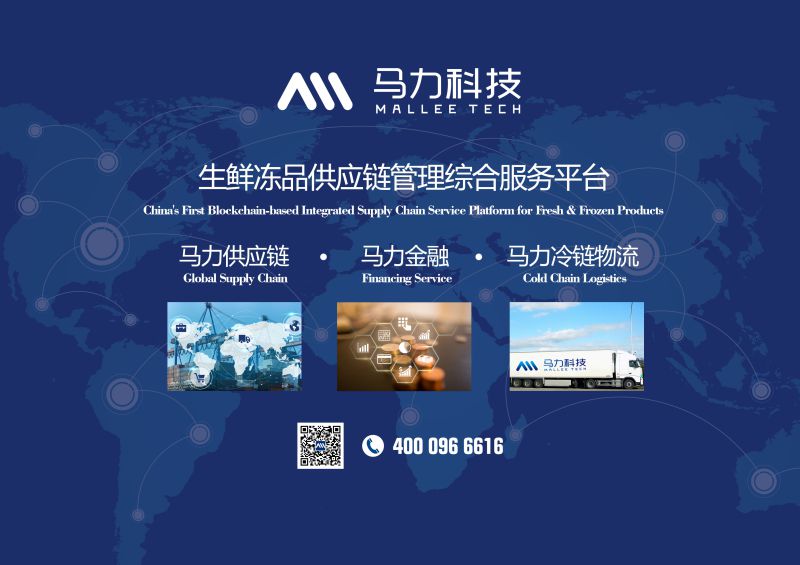 马力科技
MALLEE TECH
生鲜冻品供应链管理综合服务平台
China's First Blockchain-based Integrated Supply Chain Service Platform for Fresh & Frozen Products
马力供应链 • 马力金融 • 马力冷链物流
Global Supply Chain Financing Service Cold Chain Logistics
马力科技
MALLEE TECH
400 096 6616